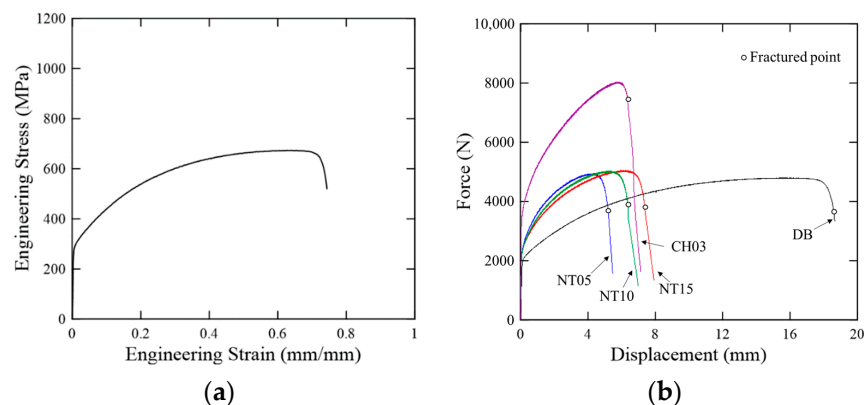 1200
1000
800
600
400
200
0
Engineering Stress (MPa)
0 0.2 0.4 0.6 0.8 1
Engineering Strain (mm/mm)
(a)
10,000
8000
6000
4000
2000
0
Force (N)
Fractured point
DB
CH03
NT05
NT10
NT15
0 4 8 12 16 20
Displacement (mm)
(b)